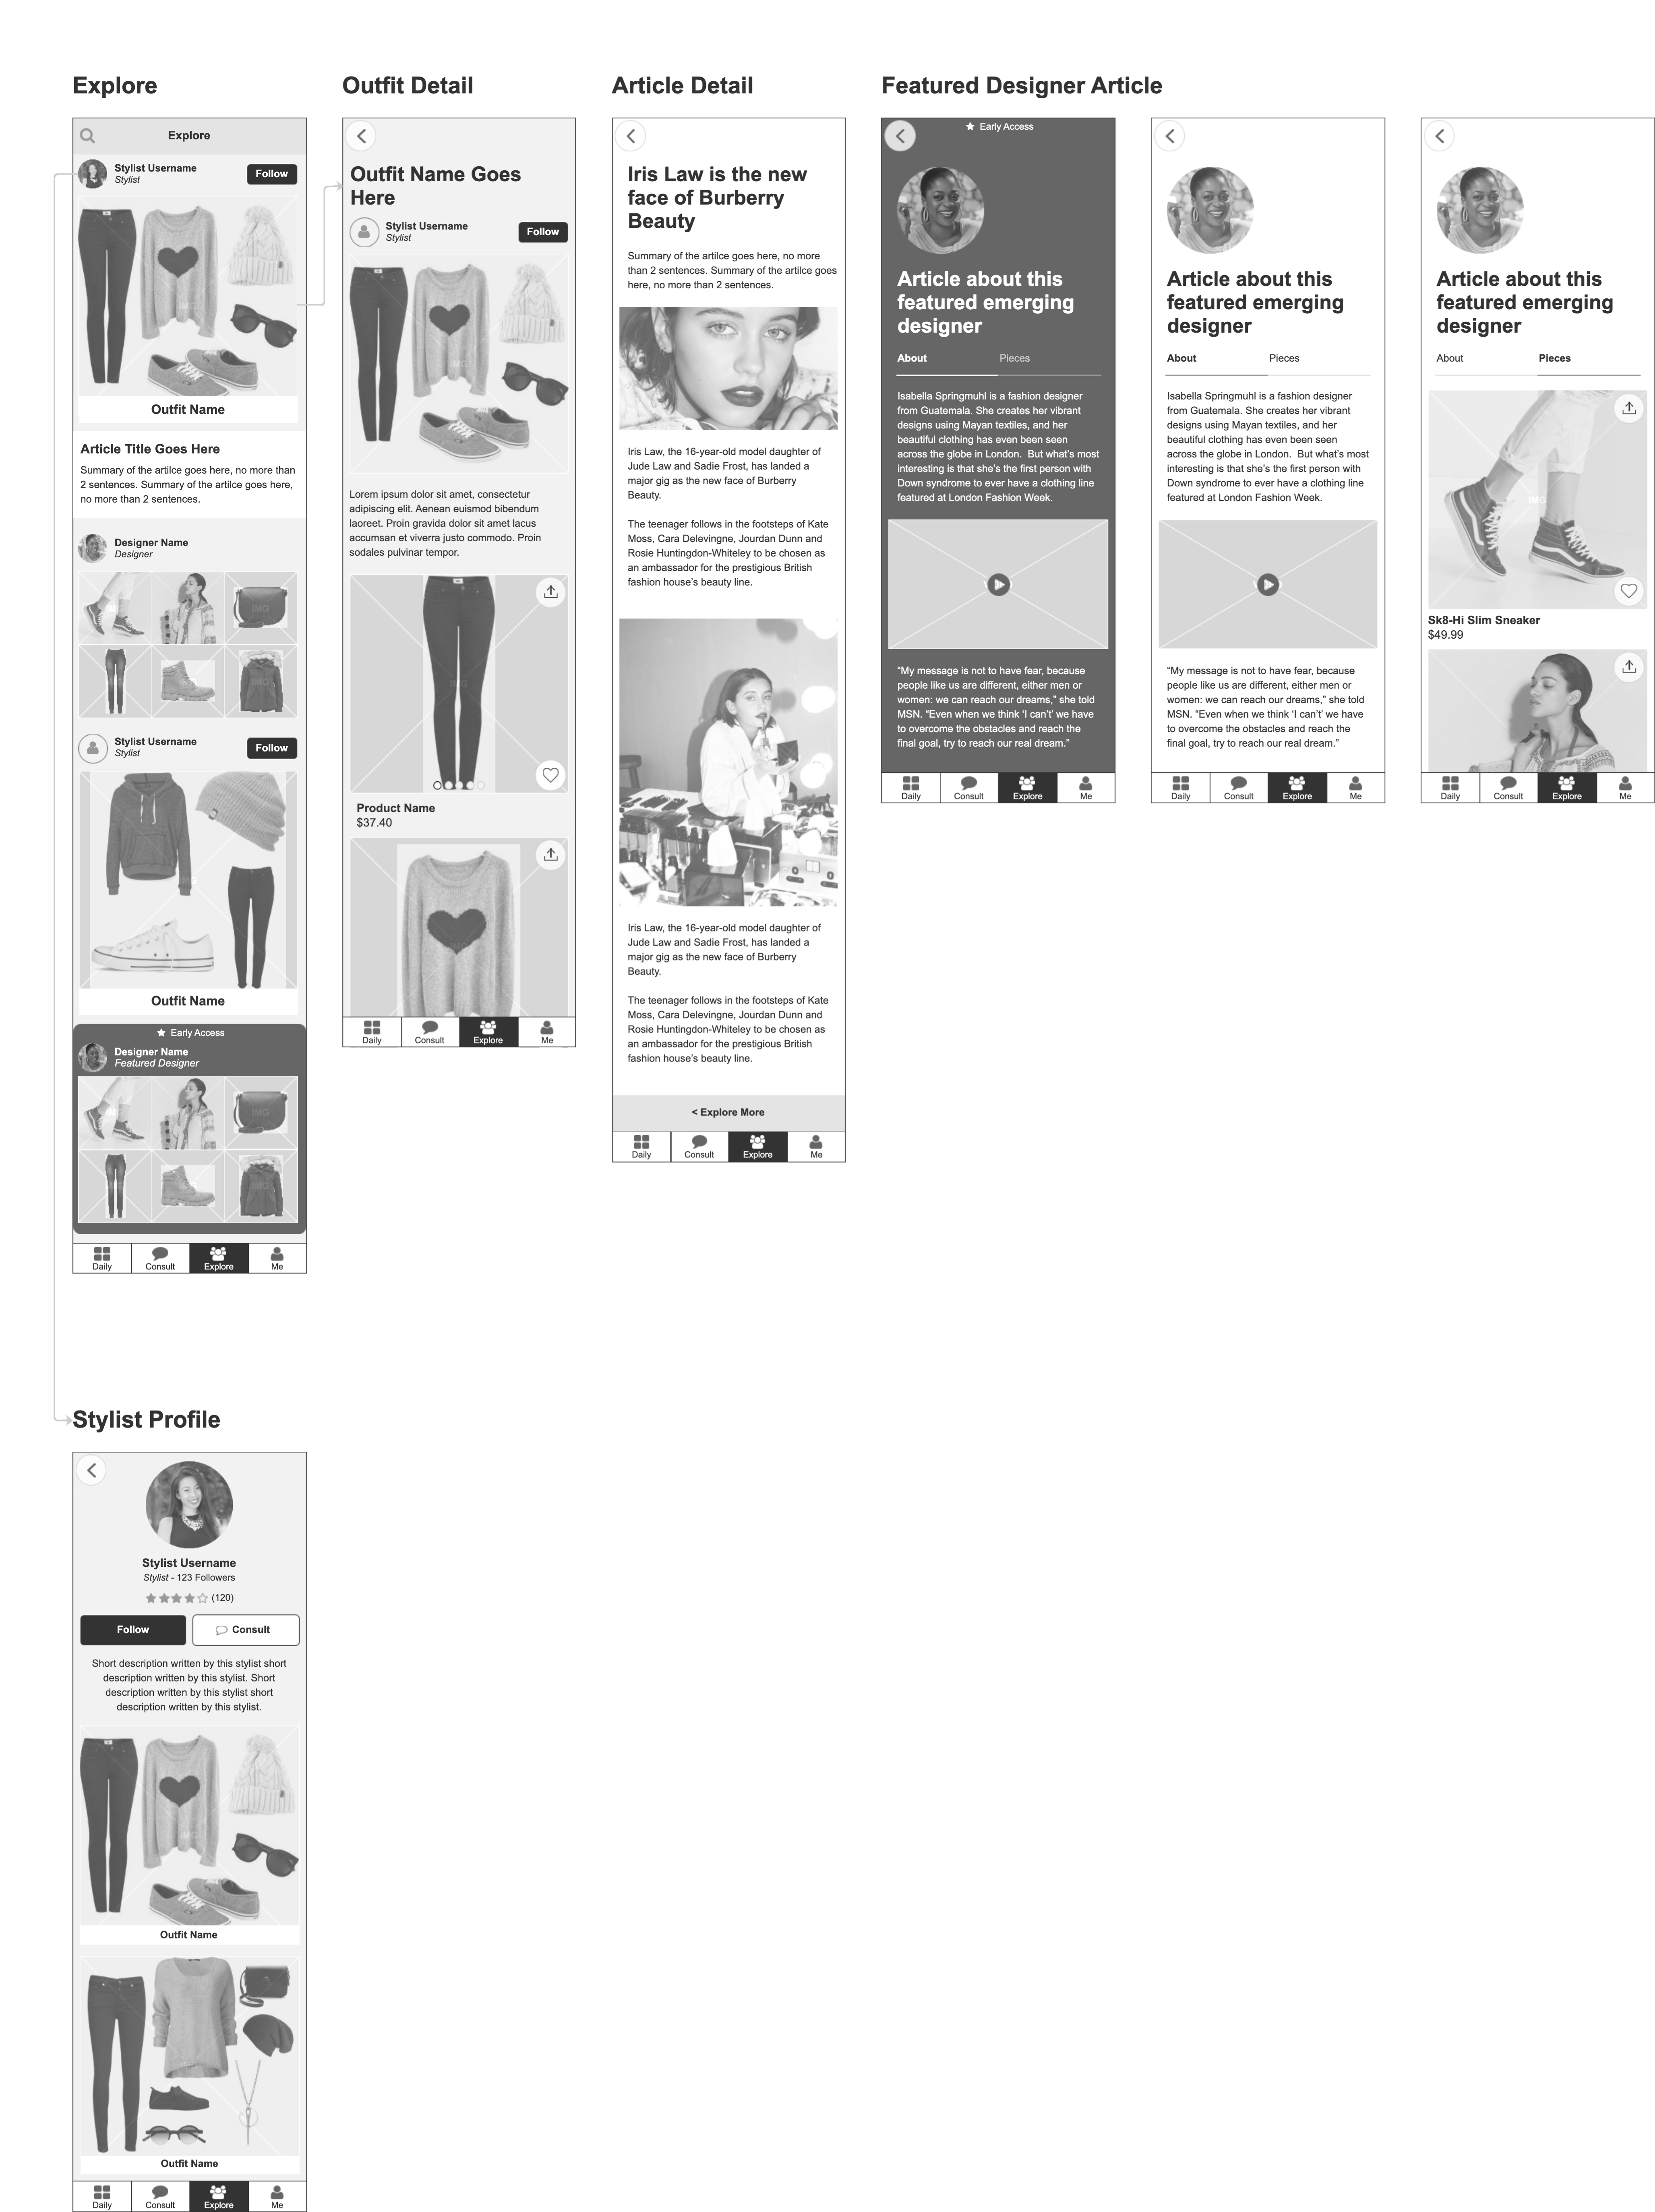 Explore
Explore
Stylist Username
Stylist
Follow
IMG
Outfit Name
Article Title Goes Here
Summary of the artilce goes here, no more than
2 sentences. Summary of the artilce goes here,
no more than 2 sentences.
Designer Name
Designer
IMG
Stylist Username
Stylist
Follow
Outfit Name
Early Access
Designer Name
Featured Designer
IMG
Daily
Consult
Explore
Me
Outfit Detail
Outfit Name Goes
Here
Stylist Username
Stylist
Follow
IMG
Lorem ipsum dolor sit amet, consectetur
adipiscing elit. Aenean euismod bibendum
laoreet. Proin gravida dolor sit amet lacus
accumsan et viverra justo commodo. Proin
sodales pulvinar tempor.
IMG
Product Name
$37.40
IMG
Daily
Consult
Explore
Me
Article Detail
Iris Law is the new
face of Burberry
Beauty
Summary of the artilce goes here, no more
than 2 sentences. Summary of the artilce goes
here, no more than 2 sentences.
Iris Law, the 16-year-old model daughter of
Jude Law and Sadie Frost, has landed a
major gig as the new face of Burberry
Beauty.
The teenager follows in the footsteps of Kate
Moss, Cara Delevingne, Jourdan Dunn and
Rosie Huntingdon-Whiteley to be chosen as
an ambassador for the prestigious British
fashion house's beauty line.
Iris Law, the 16-year-old model daughter of
Jude Law and Sadie Frost, has landed a
major gig as the new face of Burberry
Beauty.
The teenager follows in the footsteps of Kate
Moss, Cara Delevingne, Jourdan Dunn and
Rosie Huntingdon-Whiteley to be chosen as
an ambassador for the prestigious British
fashion house's beauty line.
< Explore More
Daily
Consult
Explore
Me
Featured Designer Article
Early Access
Article about this
featured emerging
designer
About
Pieces
Isabella Springmuhl is a fashion designer
from Guatemala. She creates her vibrant
designs using Mayan textiles, and her
beautiful clothing has even been seen
across the globe in London.  But what's most
interesting is that she's the first person with
Down syndrome to ever have a clothing line
featured at London Fashion Week.
“My message is not to have fear, because
people like us are different, either men or
women: we can reach our dreams,” she told
MSN. “Even when we think ‘I can't’ we have
to overcome the obstacles and reach the
final goal, try to reach our real dream.”
Daily
Consult
Explore
Me
Article about this
featured emerging
designer
About
Pieces
Isabella Springmuhl is a fashion designer
from Guatemala. She creates her vibrant
designs using Mayan textiles, and her
beautiful clothing has even been seen
across the globe in London.  But what's most
interesting is that she's the first person with
Down syndrome to ever have a clothing line
featured at London Fashion Week.
“My message is not to have fear, because
people like us are different, either men or
women: we can reach our dreams,” she told
MSN. “Even when we think ‘I can't’ we have
to overcome the obstacles and reach the
final goal, try to reach our real dream.”
Daily
Consult
Explore
Me
Article about this
featured emerging
designer
About
Pieces
IMG
Sk8-Hi Slim Sneaker
$49.99
Daily
Consult
Explore
Me
Stylist Profile
Stylist Username
Stylist - 123 Followers
(120)
Follow
Consult
Short description written by this stylist short
description written by this stylist. Short
description written by this stylist short
description written by this stylist.
IMG
Outfit Name
Outfit Name
Daily
Consult
Explore
Me